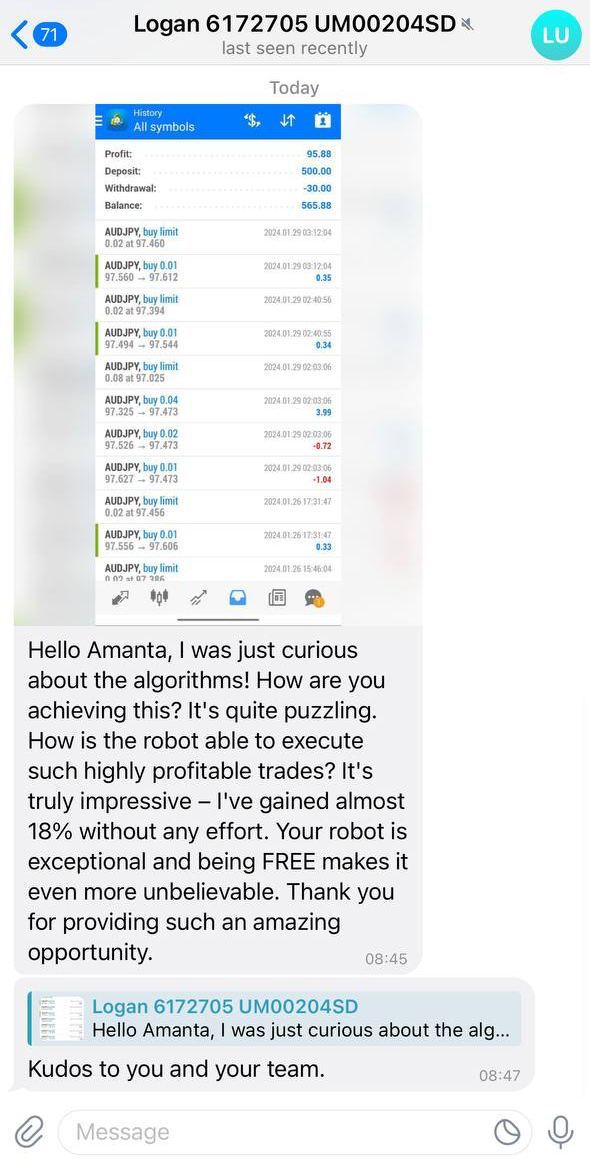 71
Logan 6172705 UM00204SD
last seen recently
LU
Today
History
All symbols
Profit: 95.88
Deposit: 500.00
Withdrawal: -30.00
Balance: 565.88
AUDJPY, buy limit 2024.01.29 03:12:04
0.02 at 97.460
AUDJPY, buy 0.01 2024.01.29 03:12:04
97.560 → 97.612 0.35
AUDJPY, buy limit 2024.01.29 02:40:56
0.02 at 97.394
AUDJPY, buy 0.01 2024.01.29 02:40:55
97.494 → 97.544 0.34
AUDJPY, buy limit 2024.01.29 02:03:06
0.08 at 97.025
AUDJPY, buy 0.04 2024.01.29 02:03:06
97.325 → 97.473 3.99
AUDJPY, buy 0.02 2024.01.29 02:03:06
97.526 → 97.473 -0.72
AUDJPY, buy 0.01 2024.01.29 02:03:06
97.627 → 97.473 -1.04
AUDJPY, buy limit 2024.01.26 17:31:47
0.02 at 97.456
AUDJPY, buy 0.01 2024.01.26 17:31:47
97.556 → 97.606 0.33
AUDJPY, buy limit 2024.01.26 15:46:04
0.02 at 97.386
Hello Amanta, I was just curious
about the algorithms! How are you
achieving this? It's quite puzzling.
How is the robot able to execute
such highly profitable trades? It's
truly impressive – I've gained almost
18% without any effort. Your robot is
exceptional and being FREE makes it
even more unbelievable. Thank you
for providing such an amazing
opportunity. 08:45
Logan 6172705 UM00204SD
Hello Amanta, I was just curious about the alg...
Kudos to you and your team. 08:47
Message